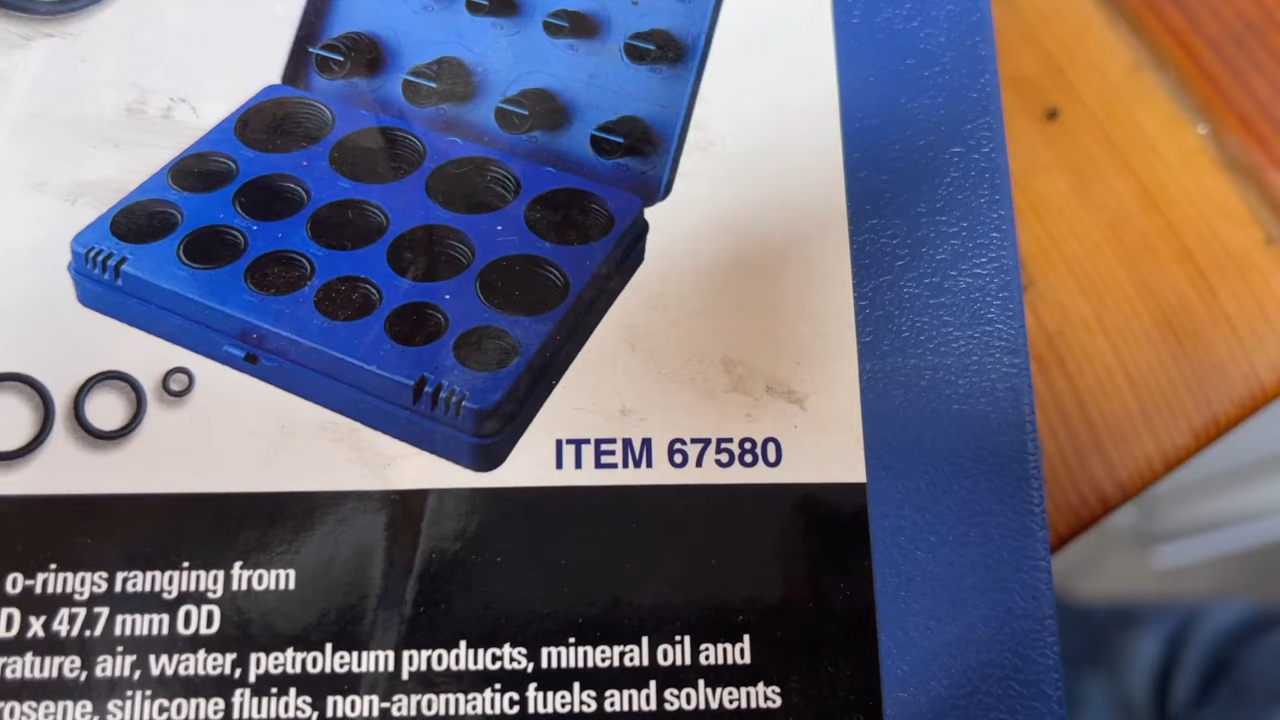 ITEM 67580
o-rings ranging from
D x 47.7 mm OD
rature, air, water, petroleum products, mineral oil and
rosene, silicone fluids, non-aromatic fuels and solvents